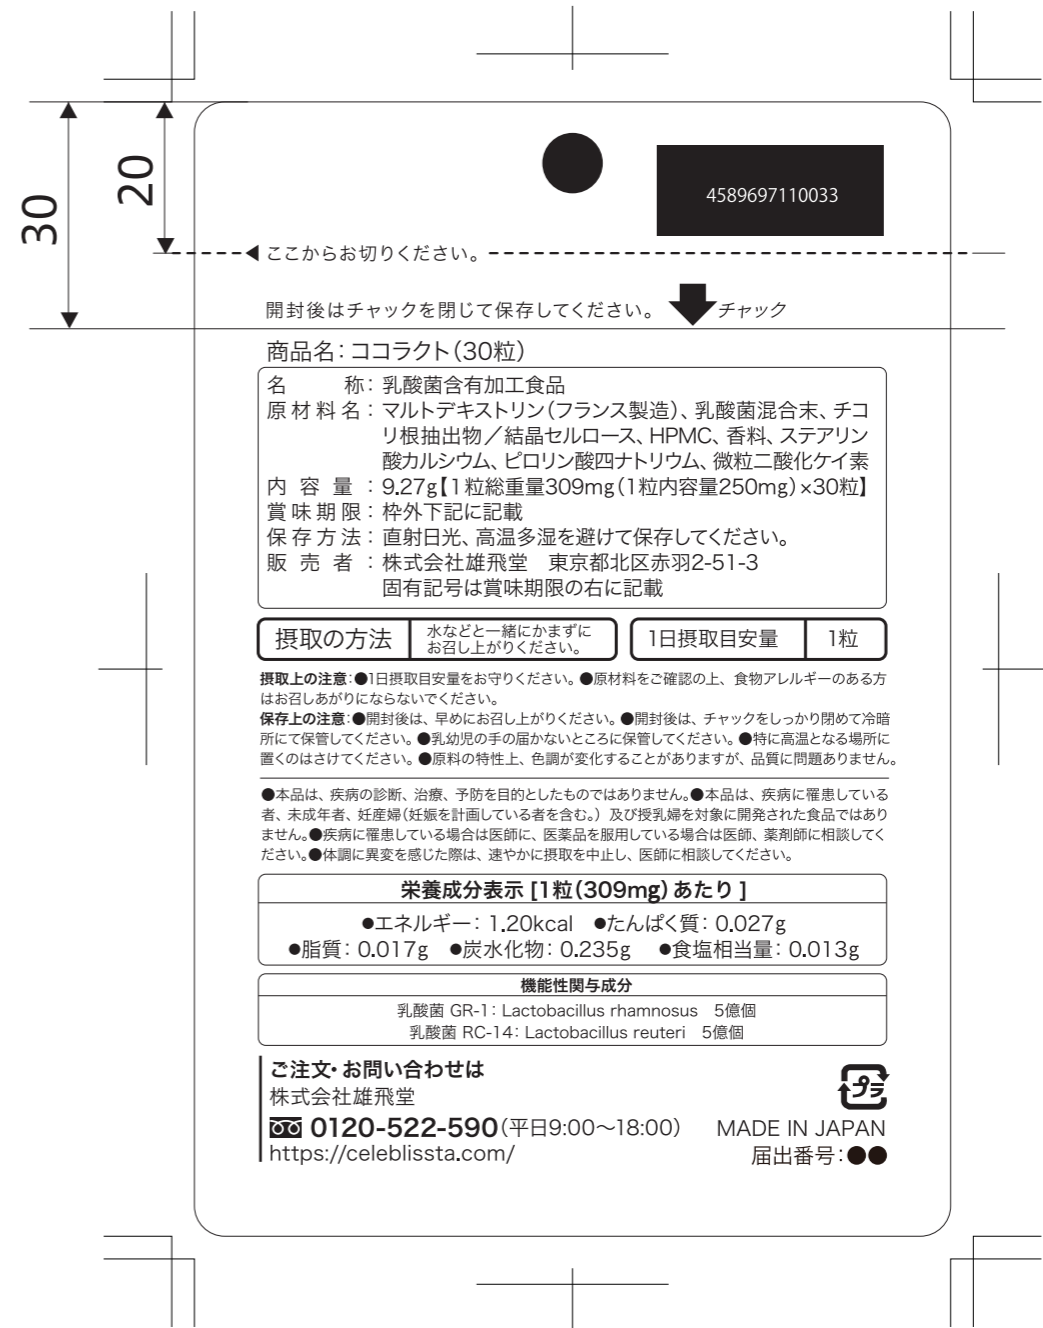 30
20
4589697110033
ここからお切りください。
開封後はチャックを閉じて保存してください。 チャック
商品名：ココラクト（30粒）
名称：乳酸菌含有加工食品
原材料名：マルトデキストリン（フランス製造）、乳酸菌混合末、チコ
リ根抽出物／結晶セルロース、HPMC、香料、ステアリン
酸カルシウム、ピロリン酸四ナトリウム、微粒二酸化ケイ素
内容量：9.27g【1粒総重量309mg（1粒内容量250mg）×30粒】
賞味期限：枠外下記に記載
保存方法：直射日光、高温多湿を避けて保存してください。
販売者：株式会社雄飛堂　東京都北区赤羽2-51-3
固有記号は賞味期限の右に記載
摂取の方法 水などと一緒にかまずに
お召し上がりください。
1日摂取目安量 1粒
摂取上の注意：●1日摂取目安量をお守りください。●原材料をご確認の上、食物アレルギーのある方
はお召しあがりにならないでください。
保存上の注意：●開封後は、早めにお召し上がりください。●開封後は、チャックをしっかり閉めて冷暗
所にて保管してください。●乳幼児の手の届かないところに保管してください。●特に高温となる場所に
置くのはさけてください。●原料の特性上、色調が変化することがありますが、品質に問題ありません。
●本品は、疾病の診断、治療、予防を目的としたものではありません。●本品は、疾病に罹患している
者、未成年者、妊産婦（妊娠を計画している者を含む。）及び授乳婦を対象に開発された食品ではあり
ません。●疾病に罹患している場合は医師に、医薬品を服用している場合は医師、薬剤師に相談してく
ださい。●体調に異変を感じた際は、速やかに摂取を中止し、医師に相談してください。
栄養成分表示 [1粒（309mg）あたり ]
●エネルギー：1.20kcal ●たんぱく質：0.027g
●脂質：0.017g ●炭水化物：0.235g ●食塩相当量：0.013g
機能性関与成分
乳酸菌 GR-1：Lactobacillus rhamnosus 5億個
乳酸菌 RC-14：Lactobacillus reuteri 5億個
ご注文・お問い合わせは
株式会社雄飛堂
0120-522-590（平日9:00〜18:00）
https://celeblissta.com/
プラ
MADE IN JAPAN
届出番号：●●